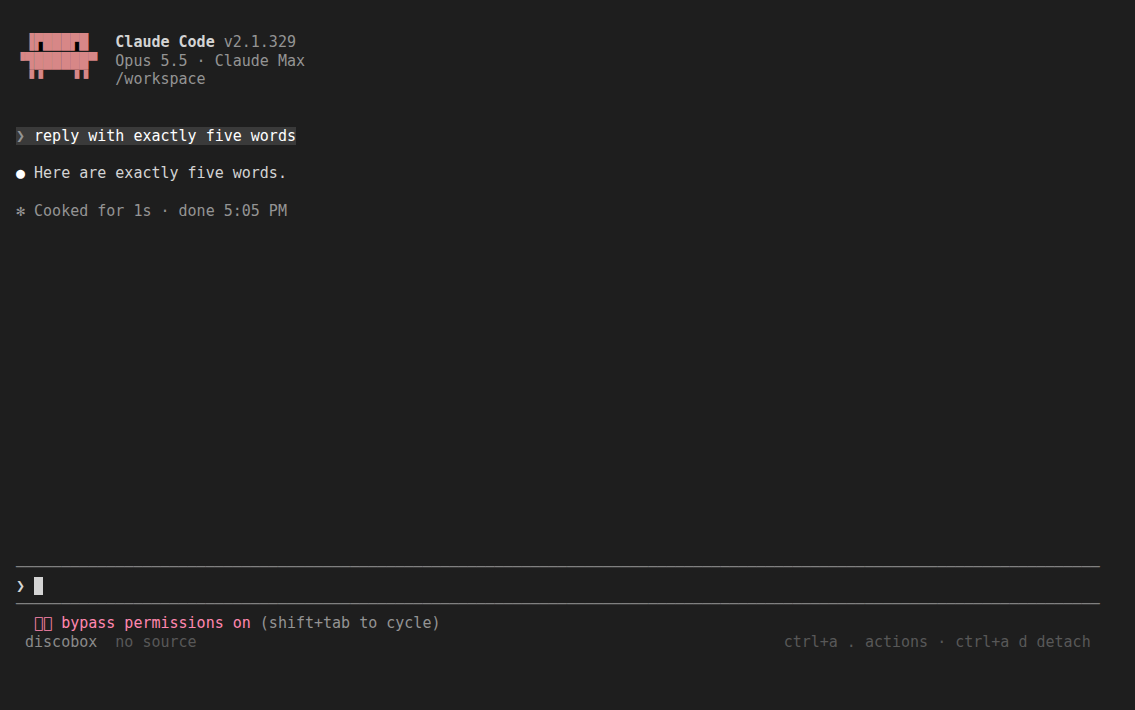 Claude Code v2.1.329
Opus 5.5 · Claude Max
/workspace
❯ reply with exactly five words
● Here are exactly five words.
✻ Cooked for 1s · done 5:05 PM
❯
bypass permissions on (shift+tab to cycle)
discobox no source ctrl+a . actions · ctrl+a d detach